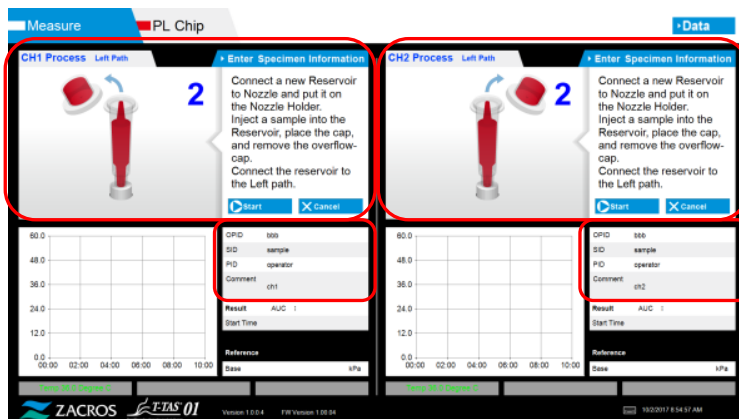 Measure
PL Chip
Data
CH1 Process Left Path
Enter Specimen Information
2
Connect a new Reservoir
to Nozzle and put it on
the Nozzle Holder.
Inject a sample into the
Reservoir, place the cap,
and remove the overflow-
cap.
Connect the reservoir to
the Left path.
Start
Cancel
CH2 Process Left Path
Enter Specimen Information
2
Connect a new Reservoir
to Nozzle and put it on
the Nozzle Holder.
Inject a sample into the
Reservoir, place the cap,
and remove the overflow-
cap.
Connect the reservoir to
the Left path.
Start
Cancel
60.0
48.0
36.0
24.0
12.0
0.0
00:00 02:00 04:00 06:00 08:00 10:00
OPID bbb
SID sample
PID operator
Comment
ch1
Result AUC :
Start Time
Reference
Base kPa
60.0
48.0
36.0
24.0
12.0
0.0
00:00 02:00 04:00 06:00 08:00 10:00
OPID bbb
SID sample
PID operator
Comment
ch2
Result AUC :
Start Time
Reference
Base kPa
ZACROS T-TAS 01 Version 1.0.0.4 FW Version 1.00.04 10/2/2017 8:54:57 AM